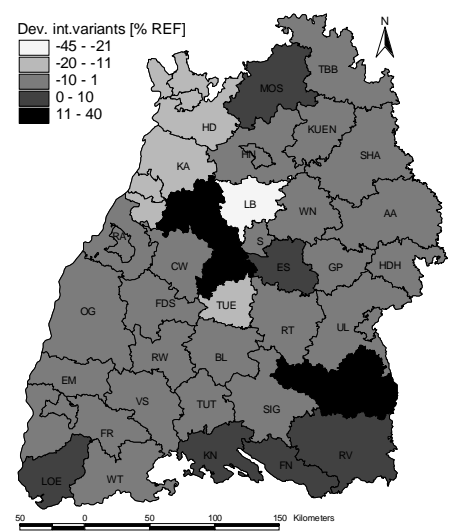 Dev. int.variants [% REF]
-45 - -21
-20 - -11
-10 - 1
0 - 10
11 - 40
N
TBB
MOS
HD
KUEN
HN
SHA
KA
LB
WN
AA
RA
S
CW
ES
GP
HDH
TUE
OG
FDS
RT
UL
RW
BL
EM
VS
TUT
SIG
FR
KN
FN
RV
LOE
WT
50 0 50 100 150 Kilometers